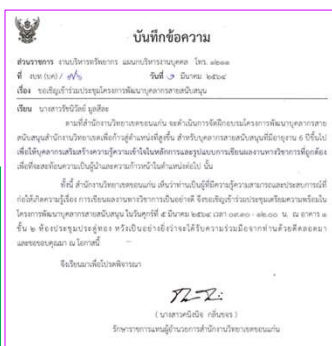 บันทึกข้อความ
ส่วนราชการ งานบริหารทรัพยากร แผนกบริหารงานบุคคล โทร.
ที่ งบท (บค) / วันที่ มีนาคม ๒๕๖๔
เรื่อง ขอเชิญเข้าร่วมประชุมโครงการพัฒนาบุคลากรสายสนับสนุน
เรียน นางสาวรัชนีวัลย์ มูลสีละ
ตามที่สำนักงานวิทยาเขตขอนแก่น จะดำเนินการจัดฝึกอบรมโครงการพัฒนาบุคลากรสาย
สนับสนุนสำนักงานวิทยาเขตเพื่อก้าวสู่ตำแหน่งที่สูงขึ้น สำหรับบุคลากรสายสนับสนุนที่มีอายุงาน 6 ปีขึ้นไป
เพื่อให้บุคลากรเสริมสร้างความรู้ความเข้าใจในหลักการและรูปแบบการเขียนผลงานทางวิชาการที่ถูกต้อง
เพื่อที่จะสะท้อนความเป็นผู้นำและความก้าวหน้าในตำแหน่งต่อไป นั้น
ทั้งนี้ สำนักงานวิทยาเขตขอนแก่น เห็นว่าท่านเป็นผู้ที่มีความรู้ความสามารถและประสบการณ์ที่
ก่อให้เกิดความรู้เรื่อง การเขียนผลงานทางวิชาการเป็นอย่างดี จึงขอเชิญเข้าร่วมประชุมเตรียมความพร้อมใน
โครงการพัฒนาบุคลากรสายสนับสนุน ในวันศุกร์ที่ ๕ มีนาคม ๒๕๖๔ เวลา ๐๙.๓๐ - ๑๒.๐๐ น. ณ อาคาร ๑
ชั้น ๒ ห้องประชุมประตูทอง หวังเป็นอย่างยิ่งว่าจะได้รับความร่วมมือจากท่านด้วยดีตลอดมา
และขอขอบคุณมา ณ โอกาสนี้
จึงเรียนมาเพื่อโปรดพิจารณา
( นางสาวคนึงนิจ กลิ่นขจร )
รักษาราชการแทนผู้อำนวยการสำนักงานวิทยาเขตขอนแก่น